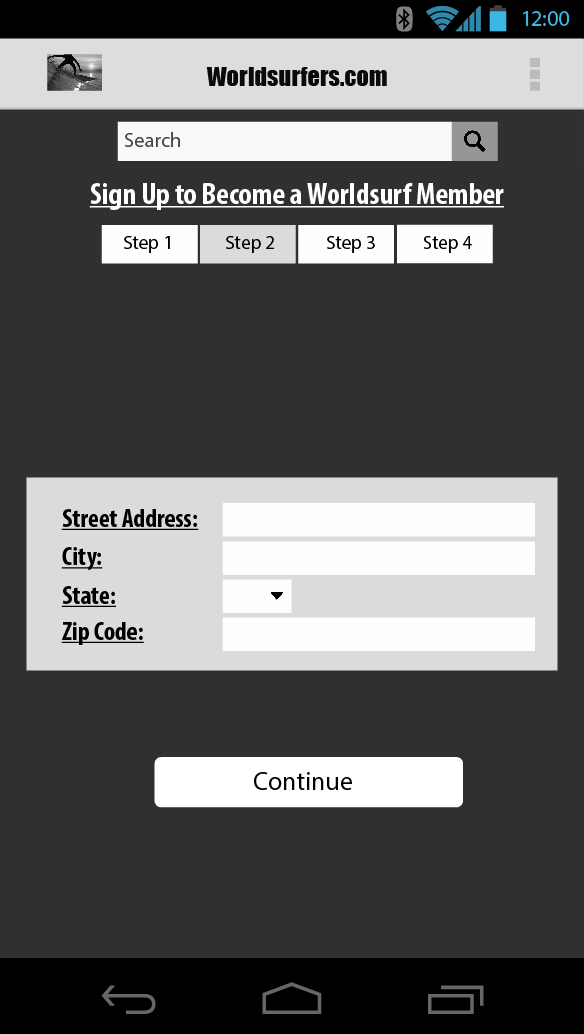 12:00
Worldsurfers.com
Search
Sign Up to Become a Worldsurf Member
Step 1 Step 2 Step 3 Step 4
Street Address:
City:
State:
Zip Code:
Continue